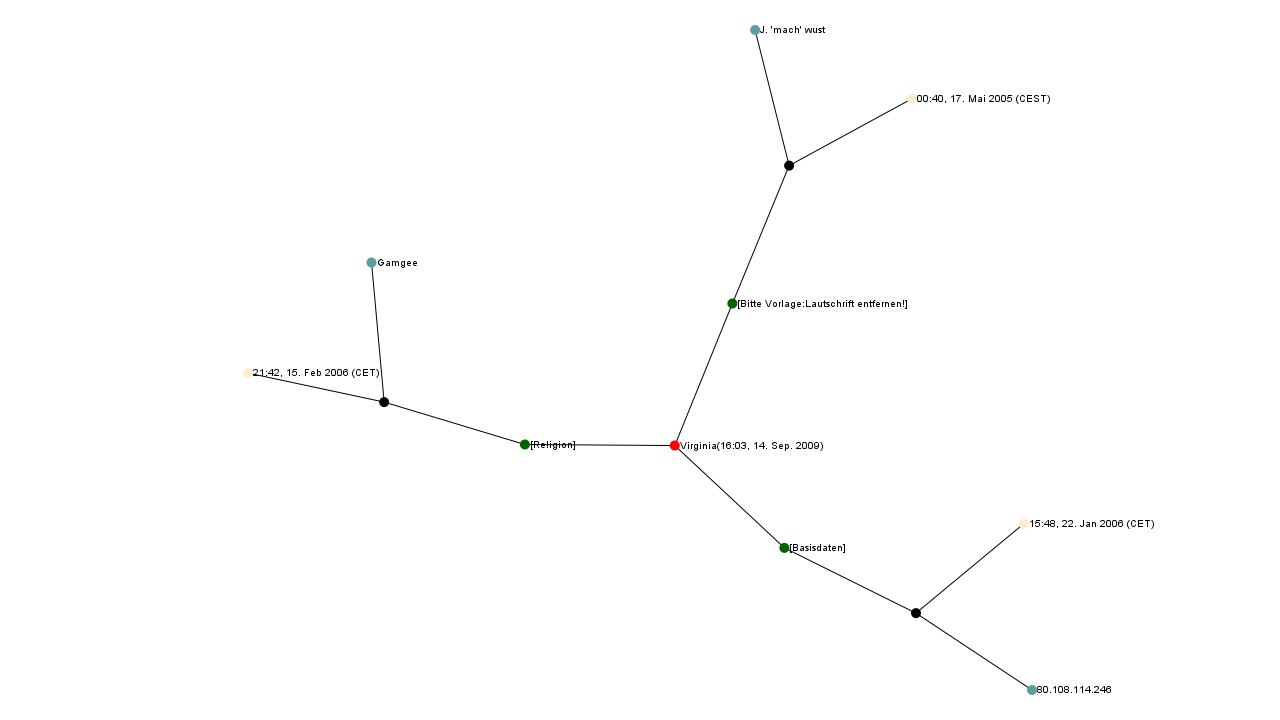 J. 'mach' wust
00:40, 17. Mai 2005 (CEST)
Gamgee
[Bitte Vorlage:Lautschrift entfernen!]
21:42, 15. Feb 2006 (CET)
[Religion]
Virginia(16:03, 14. Sep. 2009)
15:48, 22. Jan 2006 (CET)
[Basisdaten]
80.108.114.246